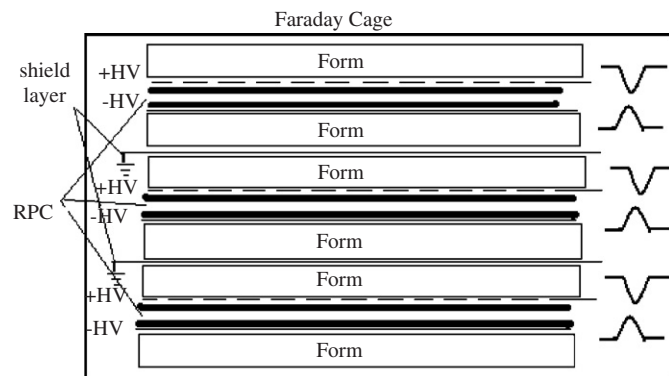 Faraday Cage
Form
+HV
shield
layer
-HV
Form
Form
+HV
RPC
-HV
Form
Form
+HV
-HV
Form